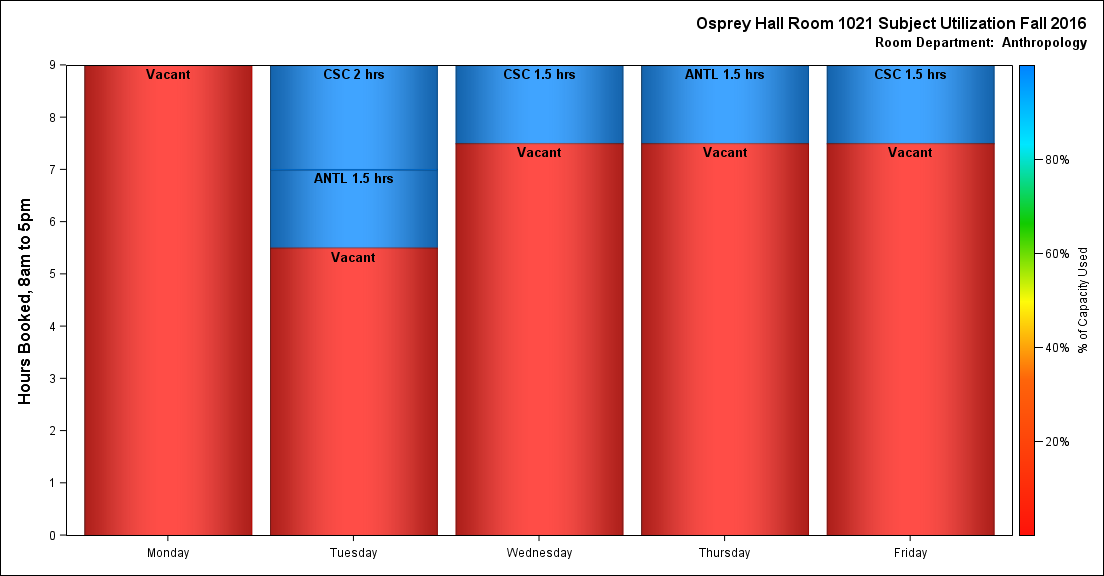 Osprey Hall Room 1021 Subject Utilization Fall 2016
Room Department: Anthropology
Hours Booked, 8am to 5pm
9
8
7
6
5
4
3
2
1
0
Vacant
CSC 2 hrs
ANTL 1.5 hrs
Vacant
CSC 1.5 hrs
Vacant
ANTL 1.5 hrs
Vacant
CSC 1.5 hrs
Vacant
Monday
Tuesday
Wednesday
Thursday
Friday
80%
60%
40%
20%
% of Capacity Used